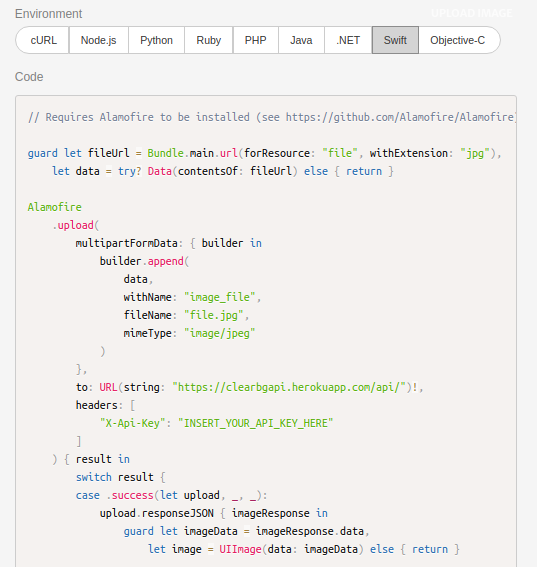 Environment
UPLOAD IMAGE
cURL
Node.js
Python
Ruby
PHP
Java
.NET
Swift
Objective-C
Code
// Requires Alamofire to be installed (see https://github.com/Alamofire/Alamofire)
guard let fileUrl = Bundle.main.url(forResource: "file", withExtension: "jpg"),
let data = try? Data(contentsOf: fileUrl) else { return }
Alamofire
.upload(
multipartFormData: { builder in
builder.append(
data,
withName: "image_file",
fileName: "file.jpg",
mimeType: "image/jpeg"
)
},
to: URL(string: "https://clearbgapi.herokuapp.com/api/")!,
headers: [
"X-Api-Key": "INSERT_YOUR_API_KEY_HERE"
]
) { result in
switch result {
case .success(let upload, _, _):
upload.responseJSON { imageResponse in
guard let imageData = imageResponse.data,
let image = UIImage(data: imageData) else { return }